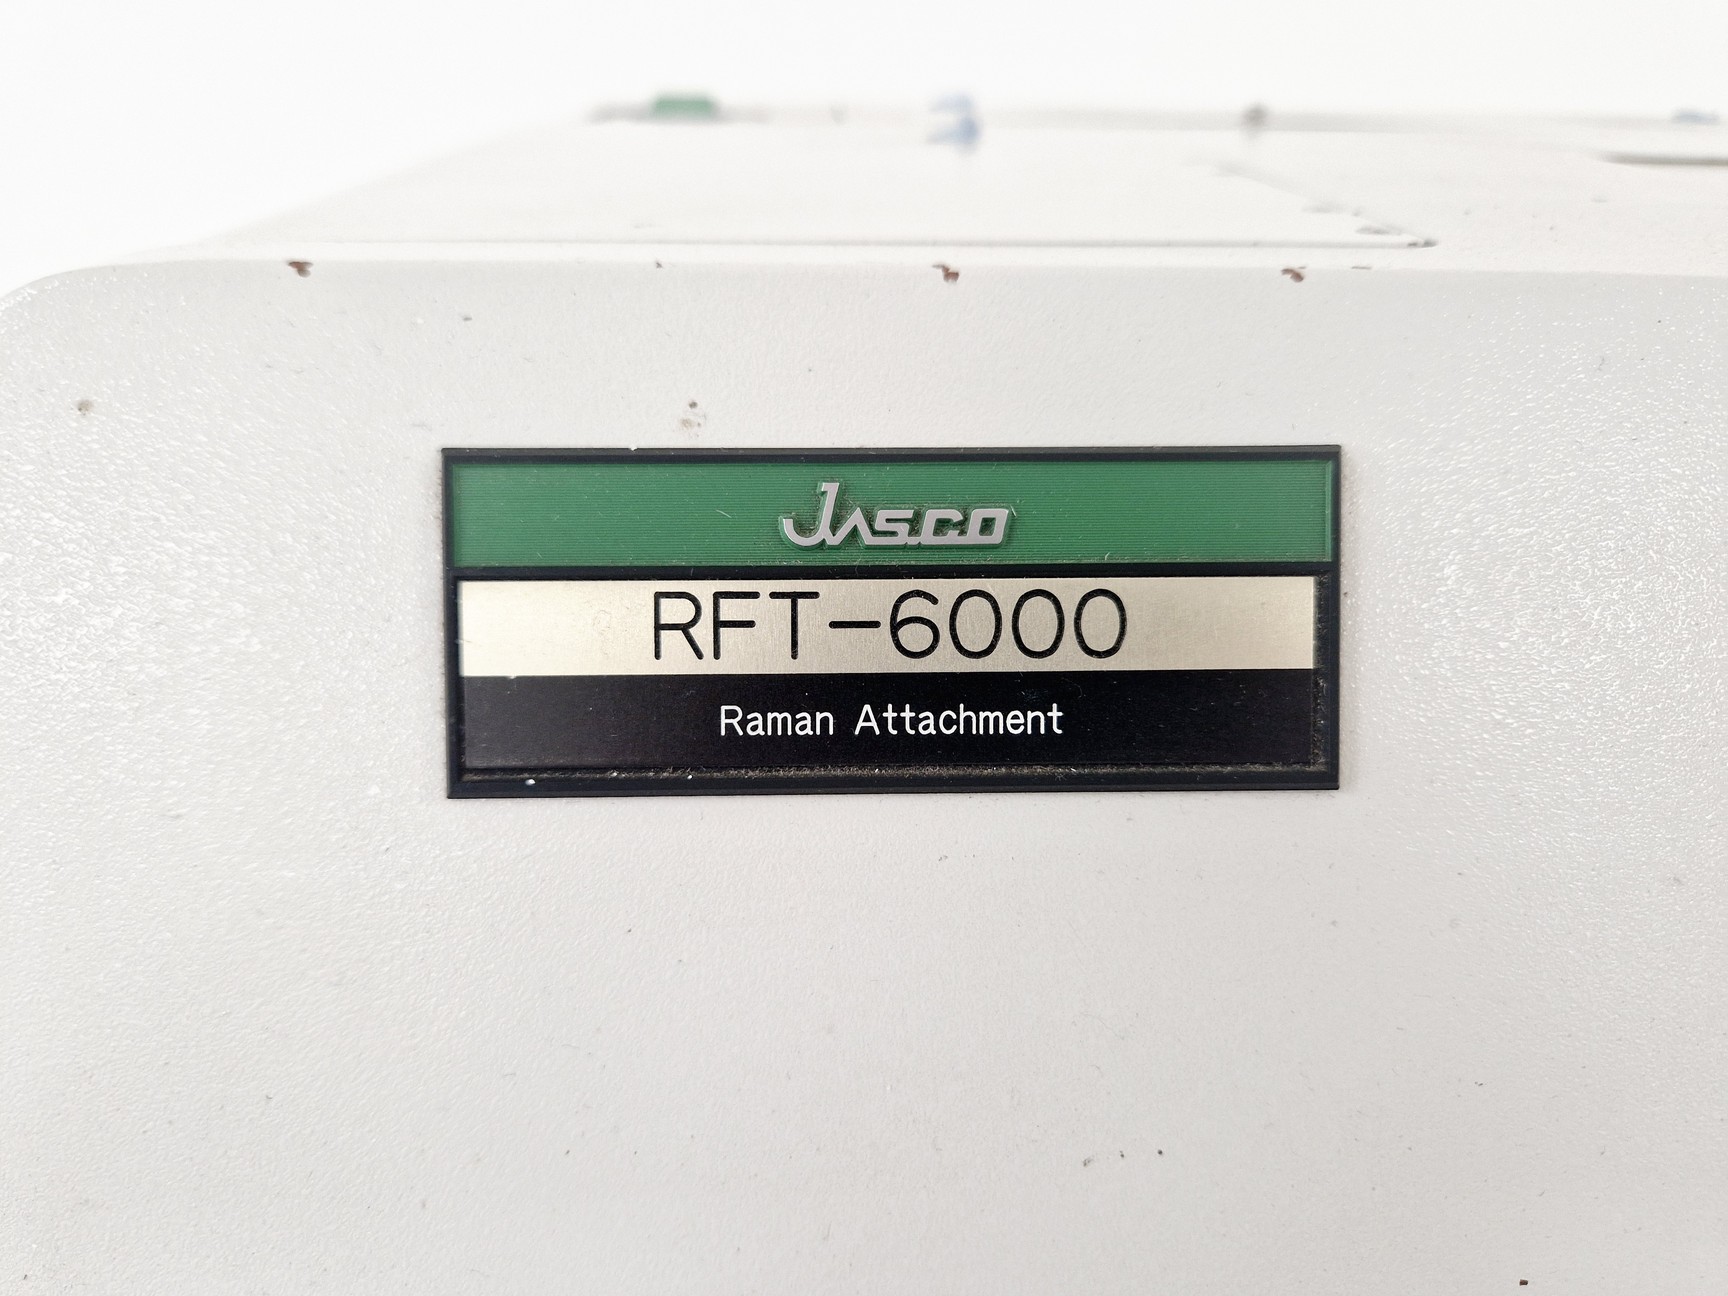 Jasco
RFT-6000
Raman Attachment